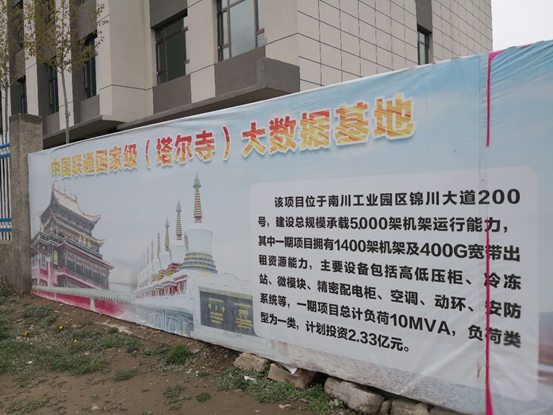 中国联通国家级（塔尔寺）大数据基地
该项目位于南川工业园区锦川大道200
号，建设总规模承载5,000架机架运行能力，
其中一期项目拥有1400架机架及400G宽带出
租资源能力，主要设备包括高低压柜、冷冻
站、微模块、精密配电柜、空调、动环、安防
系统等，一期项目总计负荷10MVA，负荷类
型为一类，计划投资2.33亿元。